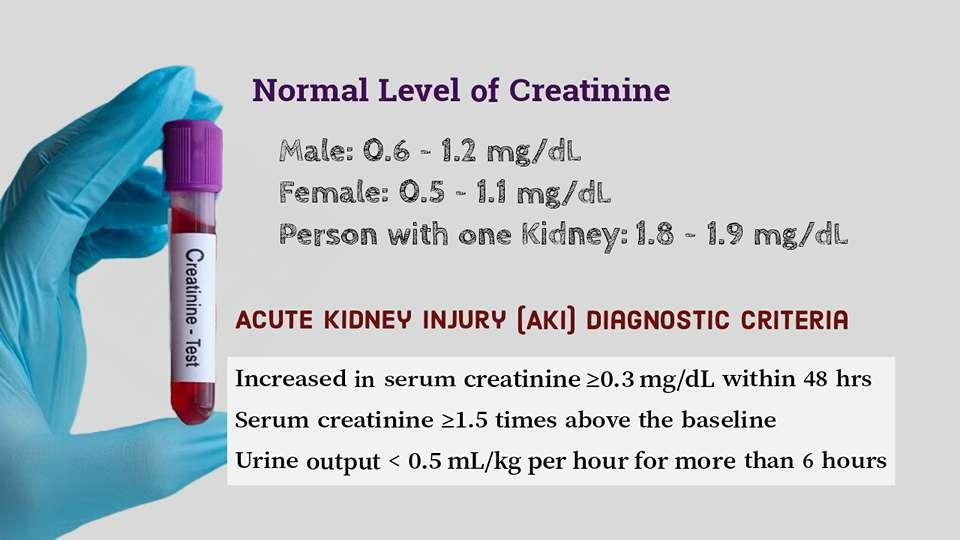 Normal Level of Creatinine
Male: 0.6 - 1.2 mg/dL
Female: 0.5 - 1.1 mg/dL
Person with one Kidney: 1.8 - 1.9 mg/dL
Creatinine - Test
ACUTE KIDNEY INJURY (AKI) DIAGNOSTIC CRITERIA
Increased in serum creatinine ≥0.3 mg/dL within 48 hrs
Serum creatinine ≥1.5 times above the baseline
Urine output < 0.5 mL/kg per hour for more than 6 hours